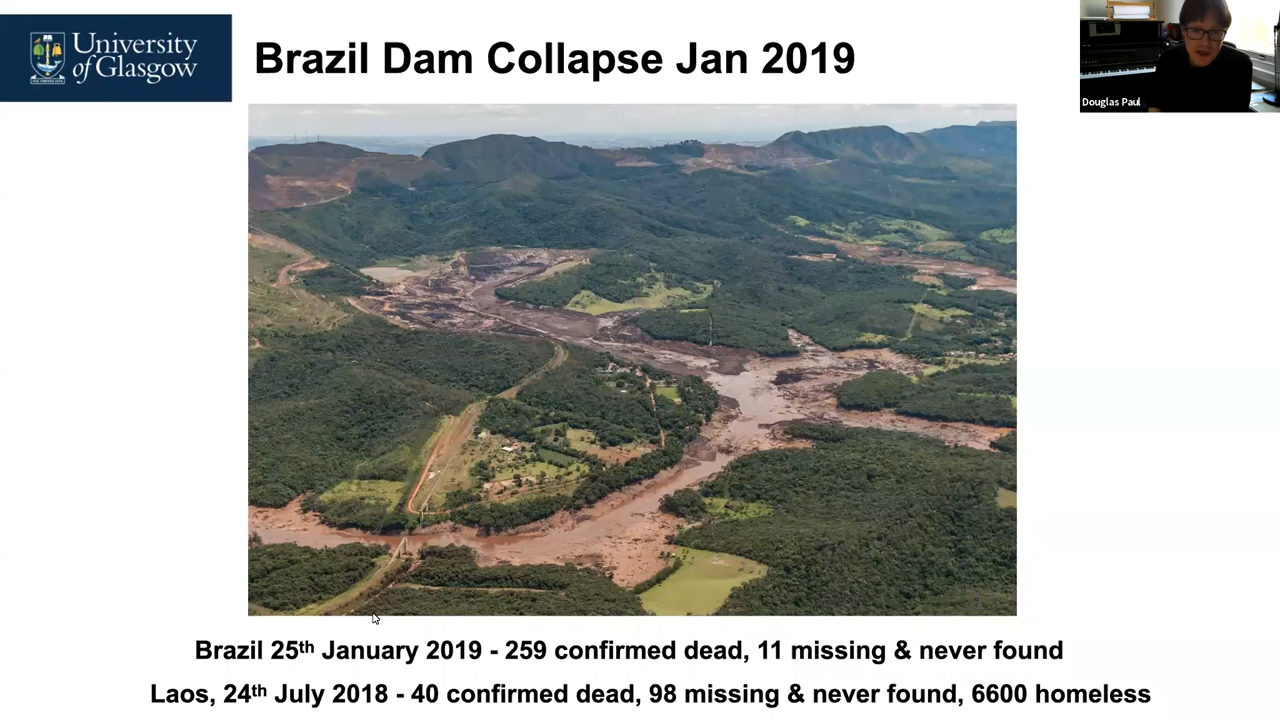 University
of Glasgow
Brazil Dam Collapse Jan 2019
Douglas Paul
Brazil 25th January 2019 - 259 confirmed dead, 11 missing & never found
Laos, 24th July 2018 - 40 confirmed dead, 98 missing & never found, 6600 homeless